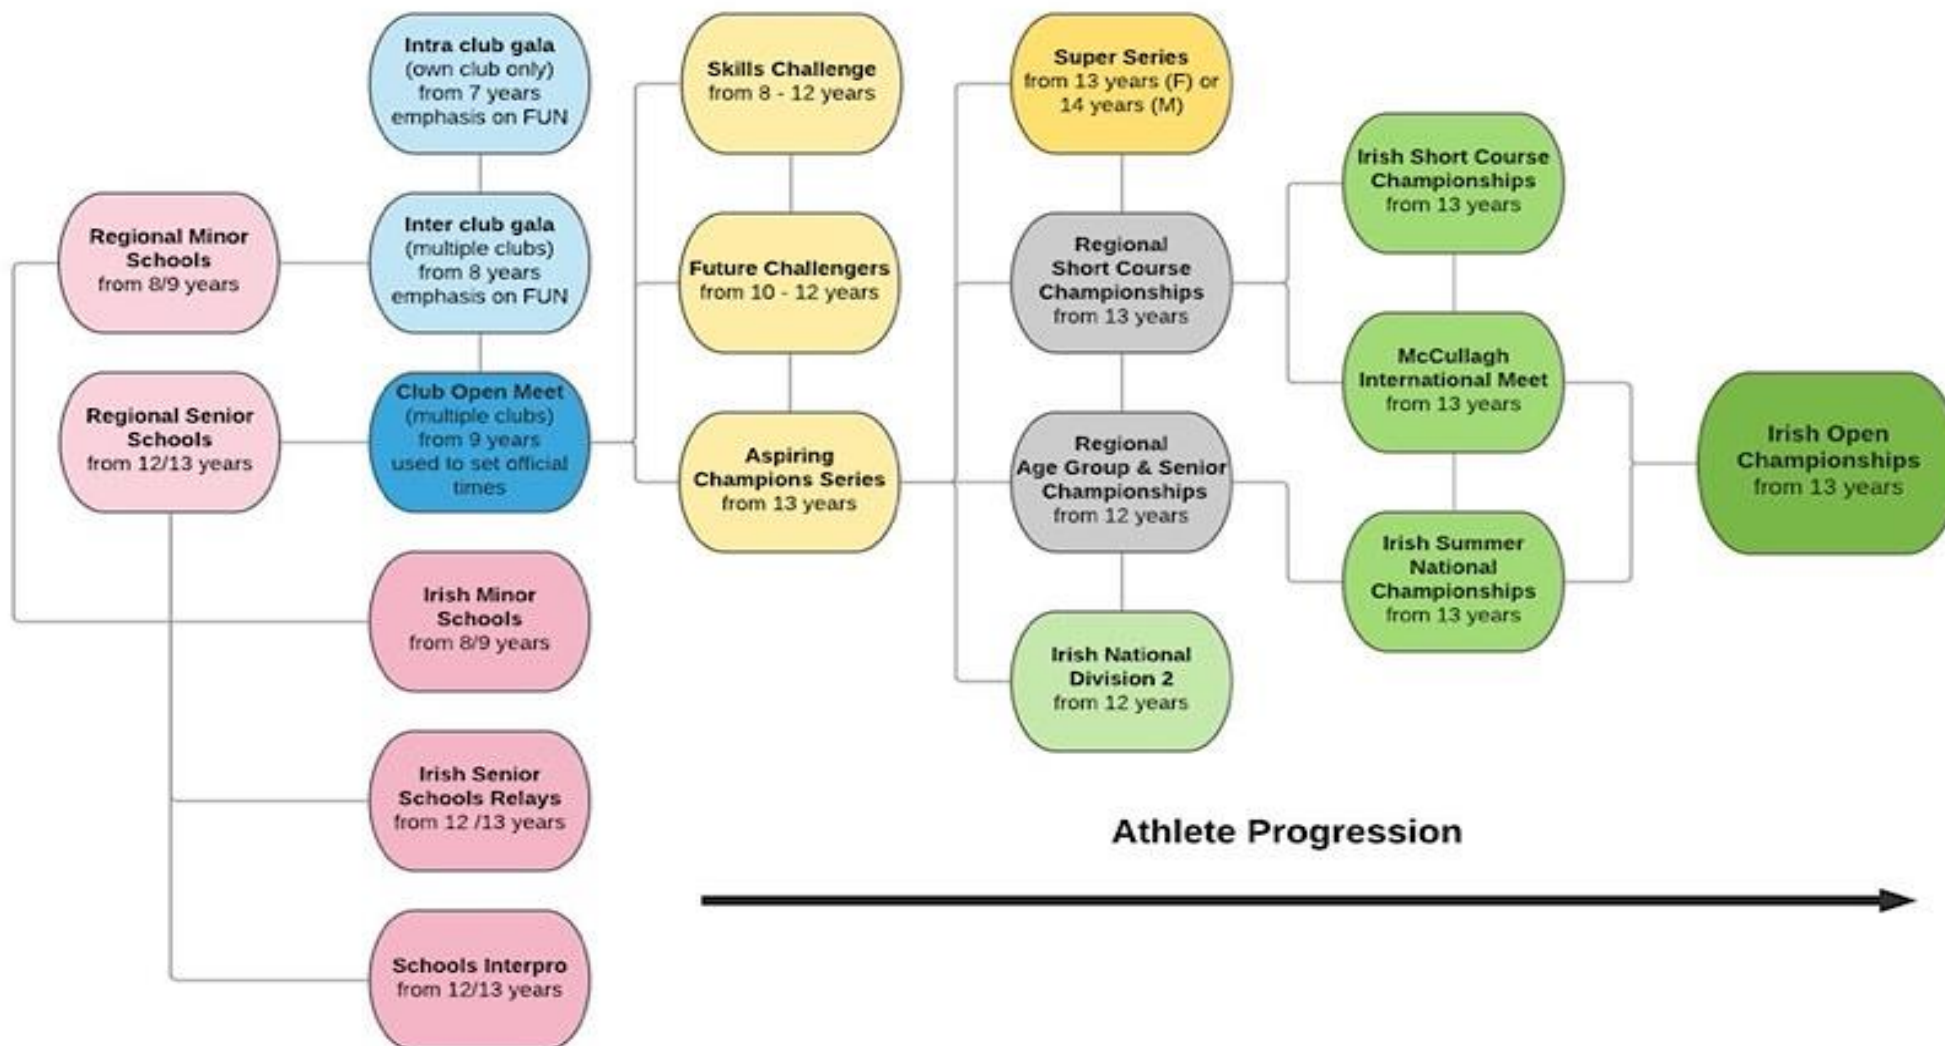 Intra club gala
(own club only)
from 7 years
emphasis on FUN
Skills Challenge
from 8 - 12 years
Super Series
from 13 years (F) or
14 years (M)
Irish Short Course
Championships
from 13 years
Regional Minor
Schools
from 8/9 years
Inter club gala
(multiple clubs)
from 8 years
emphasis on FUN
Future Challengers
from 10 - 12 years
Regional
Short Course
Championships
from 13 years
McCullagh
International Meet
from 13 years
Regional Senior
Schools
from 12/13 years
Club Open Meet
(multiple clubs)
from 9 years
used to set official
times
Aspiring
Champions Series
from 13 years
Regional
Age Group & Senior
Championships
from 12 years
Irish Open
Championships
from 13 years
Irish Summer
National
Championships
from 13 years
Irish Minor
Schools
from 8/9 years
Irish National
Division 2
from 12 years
Irish Senior
Schools Relays
from 12 /13 years
Athlete Progression
Schools Interpro
from 12/13 years